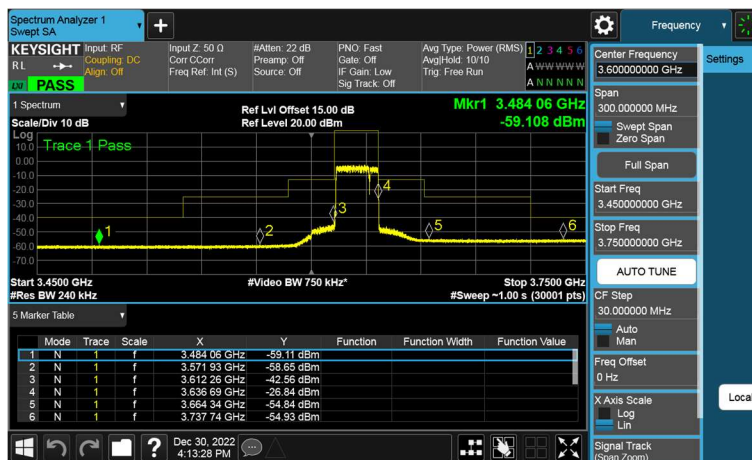 Spectrum Analyzer 1
Swept SA
Frequency
KEYSIGHT
RL
LXI
PASS
Input: RF
Coupling: DC
Align: Off
Input Z: 50 Ω
Corr CCorr
Freq Ref: Int (S)
#Atten: 22 dB
Preamp: Off
Source: Off
PNO: Fast
Gate: Off
IF Gain: Low
Sig Track: Off
Avg Type: Power (RMS)
Avg|Hold: 10/10
Trig: Free Run
1 2 3 4 5 6
A W W W W W
A N N N N N
1 Spectrum
Scale/Div 10 dB
Ref Lvl Offset 15.00 dB
Ref Level 20.00 dBm
Mkr1 3.484 06 GHz
-59.108 dBm
Log
Trace 1 Pass
10.0
0.00
-10.0
-20.0
-30.0
-40.0
-50.0
-60.0
-70.0
1
2
3
4
5
6
Start 3.4500 GHz
#Res BW 240 kHz
#Video BW 750 kHz*
Stop 3.7500 GHz
#Sweep ~1.00 s (30001 pts)
5 Marker Table
Mode Trace Scale X Y Function Function Width Function Value
1 N 1 f 3.484 06 GHz -59.11 dBm
2 N 1 f 3.571 93 GHz -58.65 dBm
3 N 1 f 3.612 26 GHz -42.56 dBm
4 N 1 f 3.636 69 GHz -26.84 dBm
5 N 1 f 3.664 34 GHz -54.84 dBm
6 N 1 f 3.737 74 GHz -54.93 dBm
?
Dec 30, 2022
4:13:28 PM
Center Frequency
3.600000000 GHz
Settings
Span
300.000000 MHz
Swept Span
Zero Span
Full Span
Start Freq
3.450000000 GHz
Stop Freq
3.750000000 GHz
AUTO TUNE
CF Step
30.000000 MHz
Auto
Man
Freq Offset
0 Hz
X Axis Scale
Log
Lin
Local
Signal Track
(Span Zoom)